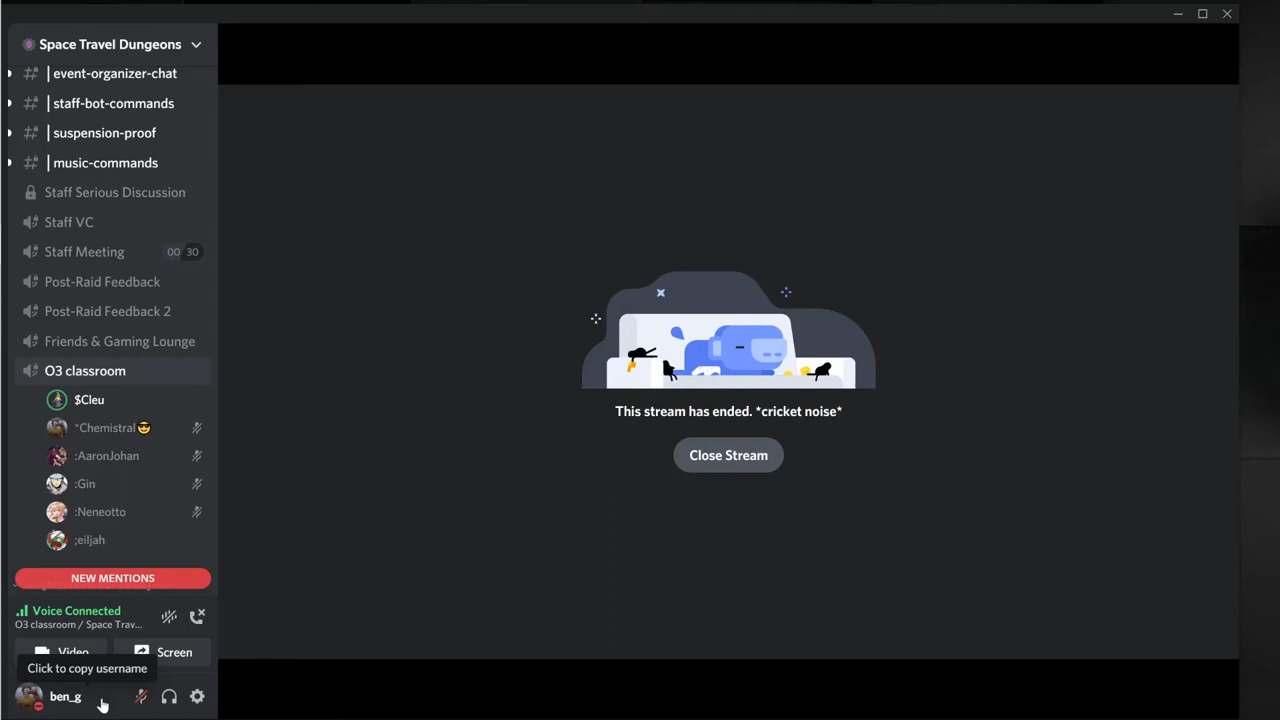 Space Travel Dungeons
event-organizer-chat
staff-bot-commands
suspension-proof
music-commands
Staff Serious Discussion
Staff VC
Staff Meeting 00 30
Post-Raid Feedback
Post-Raid Feedback 2
Friends & Gaming Lounge
O3 classroom
$Cleu
*Chemistral😎
:AaronJohan
:Gin
:Neneotto
;eiljah
NEW MENTIONS
Voice Connected
O3 classroom / Space Trav...
Video Screen
Click to copy username
ben_g
This stream has ended. *cricket noise*
Close Stream